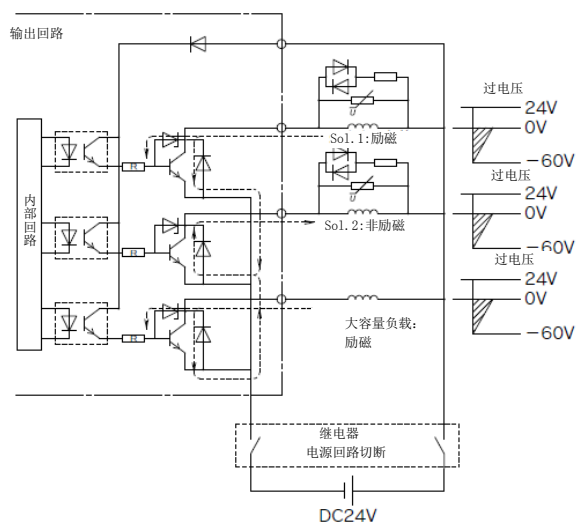 输出回路
内部回路
R
R
R
U
Sol.1:励磁
U
Sol.2:非励磁
大容量负载:
励磁
过电压
24V
0V
-60V
过电压
24V
0V
-60V
过电压
24V
0V
-60V
继电器
电源回路切断
DC24V